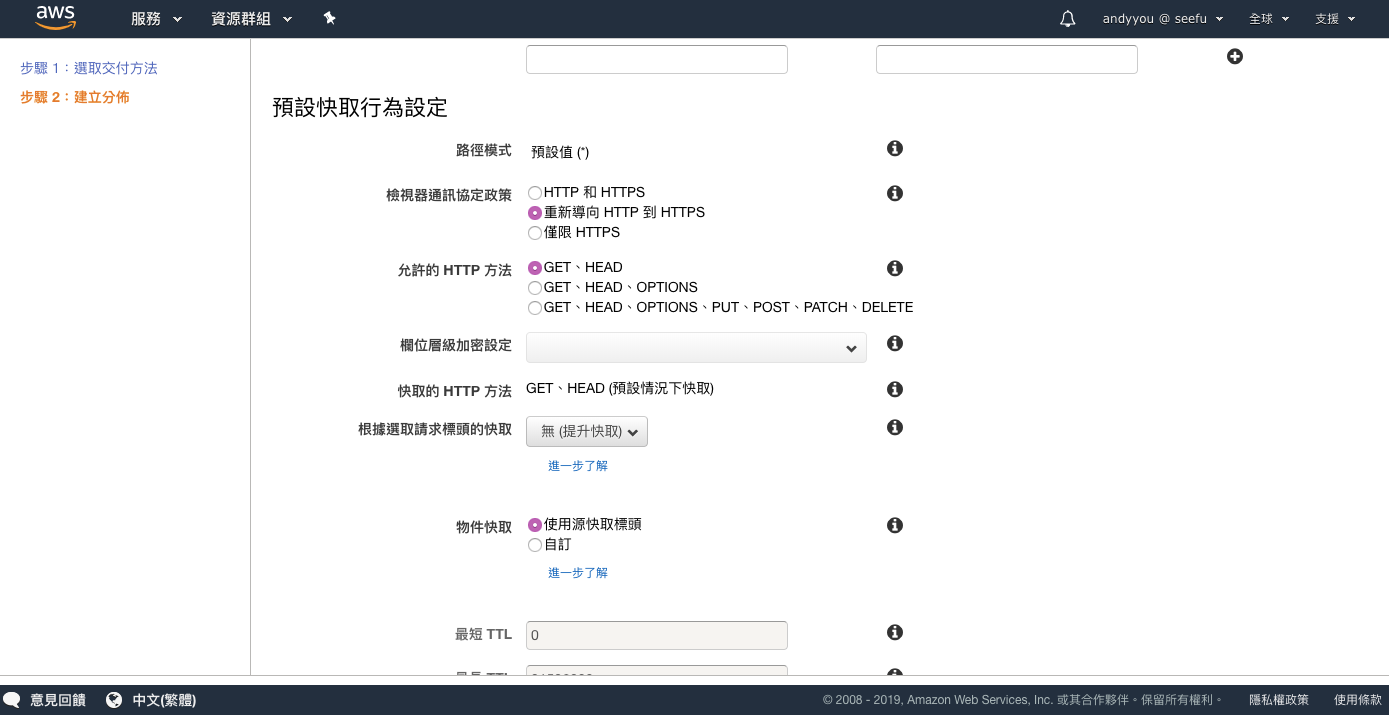 aws 服務 資源群組 andyyou @ seefu 全球 支援
步驟 1：選取交付方法
步驟 2：建立分佈
預設快取行為設定
路徑模式 預設值 (*)
檢視器通訊協定政策 HTTP 和 HTTPS
重新導向 HTTP 到 HTTPS
僅限 HTTPS
允許的 HTTP 方法 GET、HEAD
GET、HEAD、OPTIONS
GET、HEAD、OPTIONS、PUT、POST、PATCH、DELETE
欄位層級加密設定
快取的 HTTP 方法 GET、HEAD (預設情況下快取)
根據選取請求標頭的快取 無 (提升快取)
進一步了解
物件快取 使用源快取標頭
自訂
進一步了解
最短 TTL 0
意見回饋 中文(繁體) © 2008 - 2019, Amazon Web Services, Inc. 或其合作夥伴。保留所有權利。 隱私權政策 使用條款